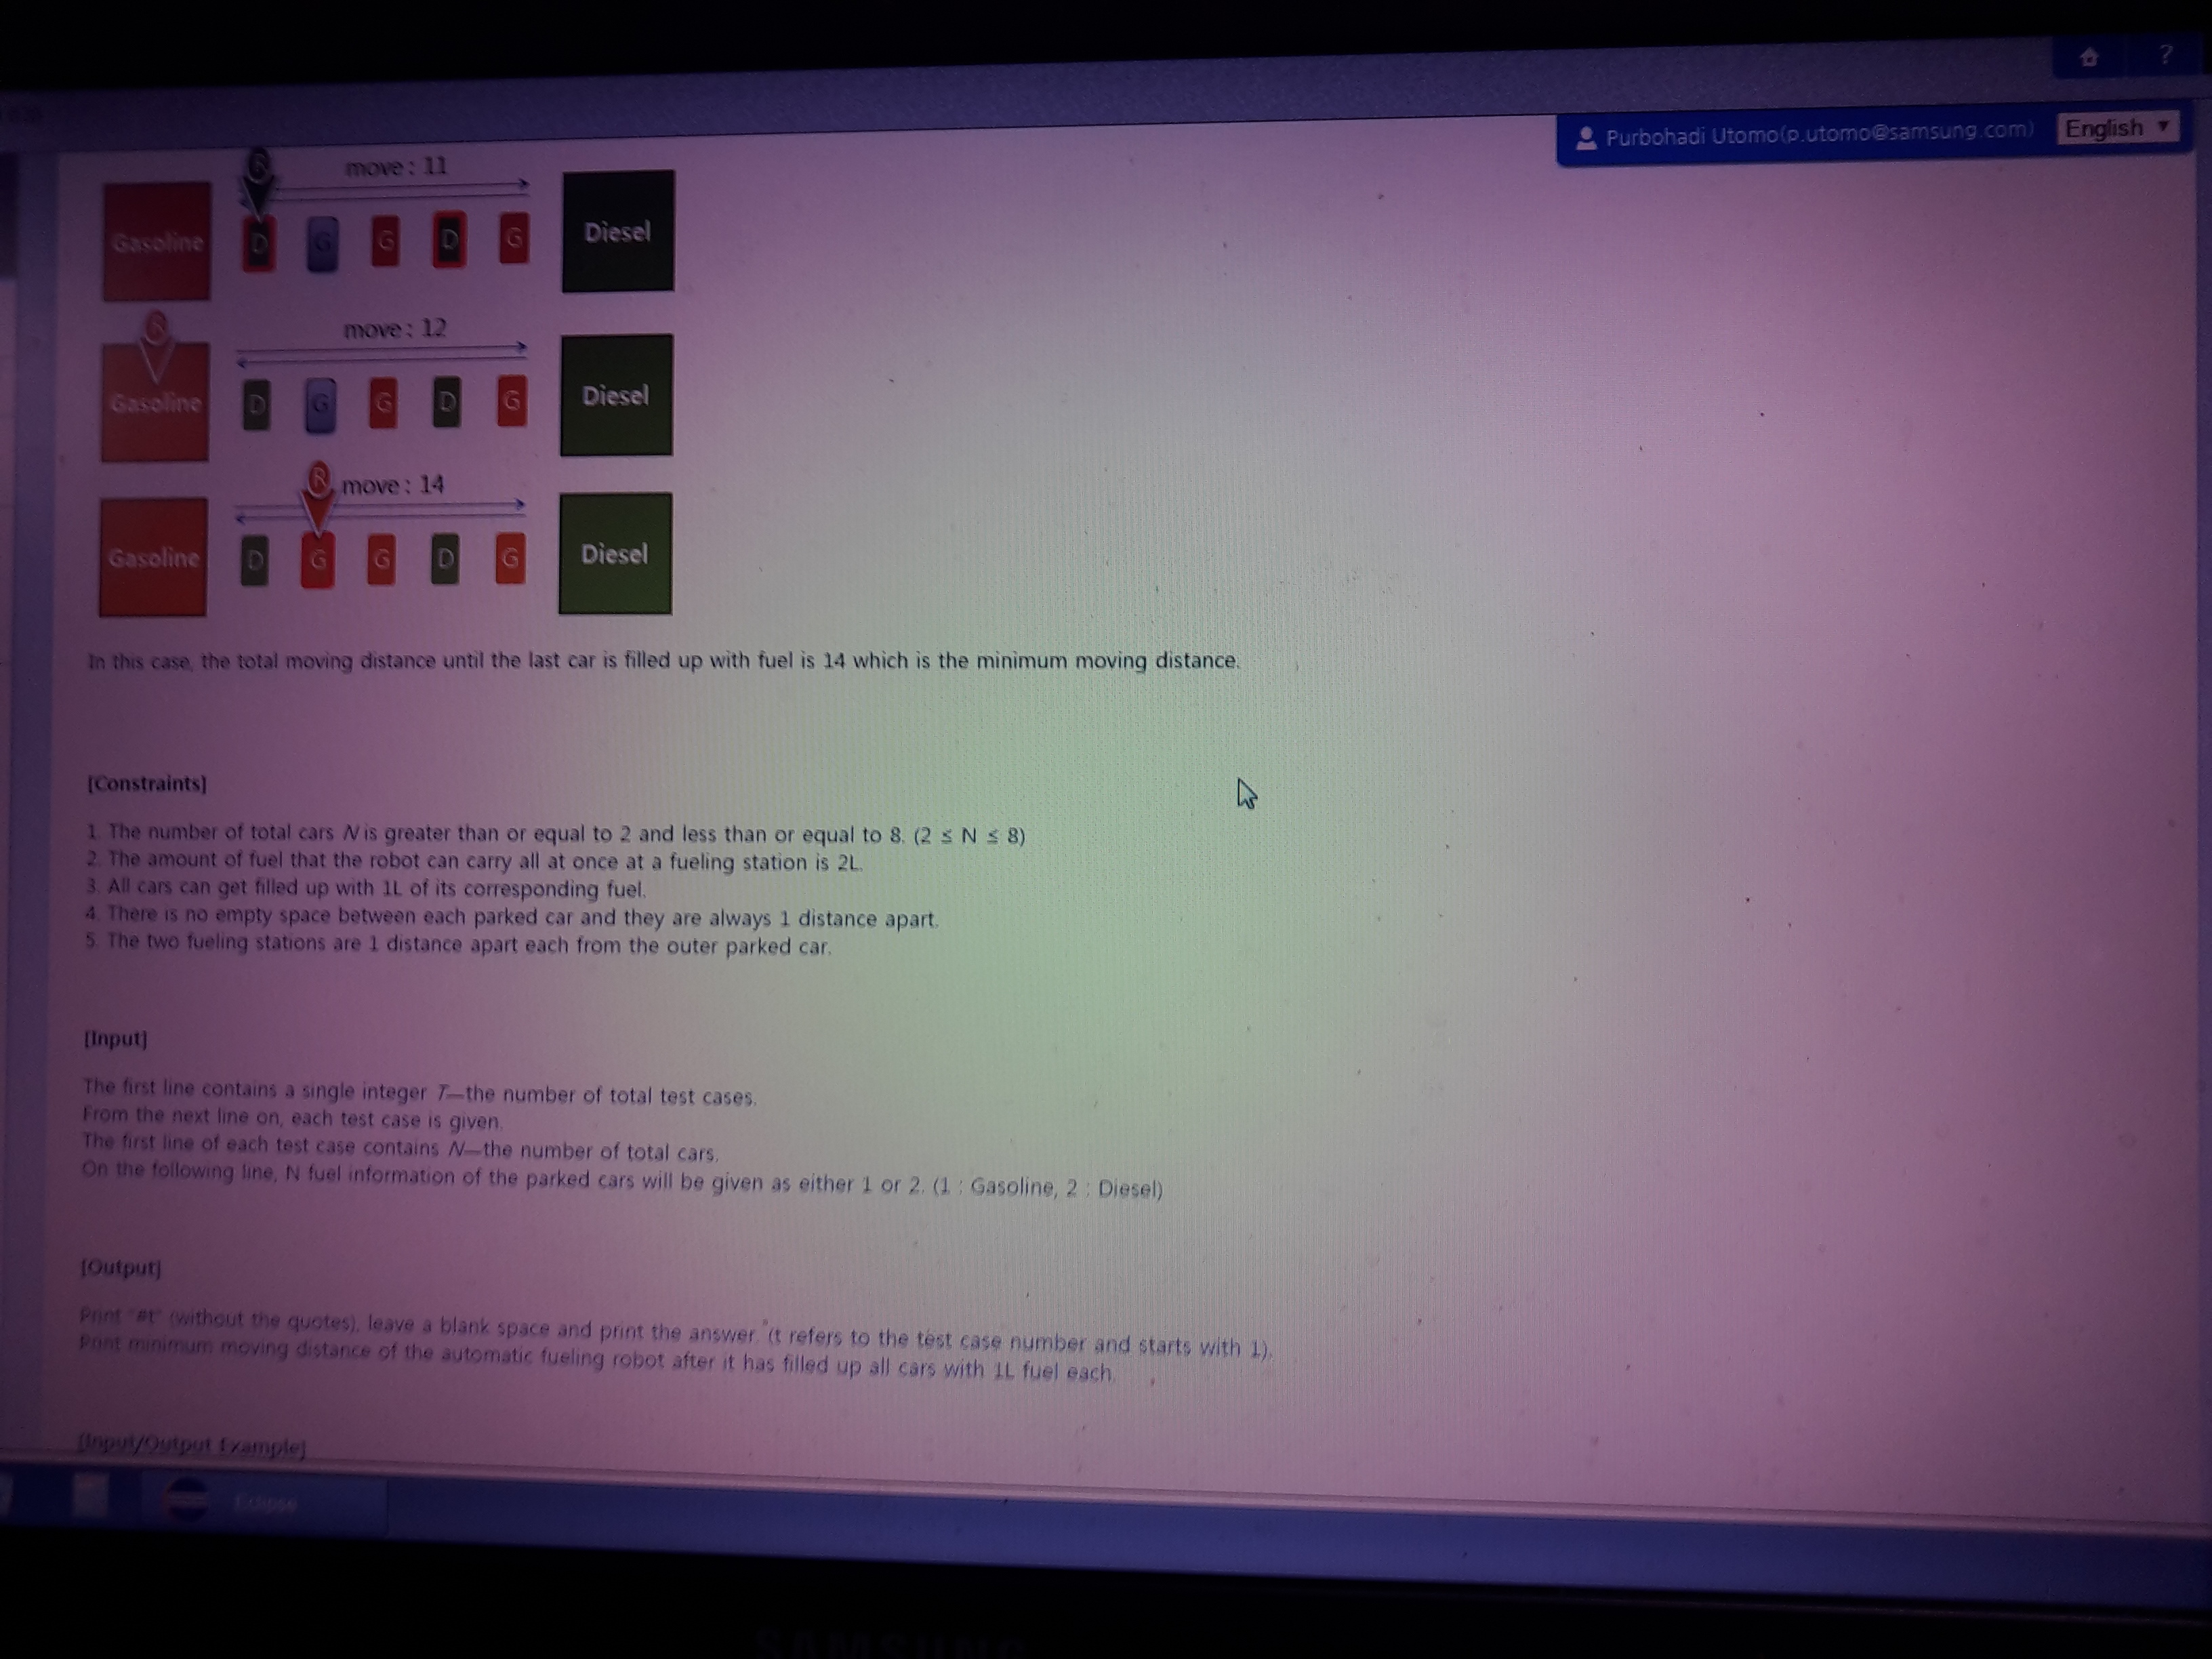 ?
Purbohadi Utomo(p.utomo@samsung.com)
English
R
move : 11
Gasoline
D
G
G
D
G
Diesel
R
move : 12
Gasoline
D
G
G
D
G
Diesel
R
move : 14
Gasoline
D
G
G
D
G
Diesel
In this case, the total moving distance until the last car is filled up with fuel is 14 which is the minimum moving distance.
[Constraints]
1. The number of total cars N is greater than or equal to 2 and less than or equal to 8. (2 ≤ N ≤ 8)
2. The amount of fuel that the robot can carry all at once at a fueling station is 2L.
3. All cars can get filled up with 1L of its corresponding fuel.
4. There is no empty space between each parked car and they are always 1 distance apart.
5. The two fueling stations are 1 distance apart each from the outer parked car.
[Input]
The first line contains a single integer T—the number of total test cases.
From the next line on, each test case is given.
The first line of each test case contains N—the number of total cars.
On the following line, N fuel information of the parked cars will be given as either 1 or 2. (1 : Gasoline, 2 : Diesel)
[Output]
Print "#t" (without the quotes), leave a blank space and print the answer. (t refers to the test case number and starts with 1).
Print minimum moving distance of the automatic fueling robot after it has filled up all cars with 1L fuel each.
[Input/Output Example]
Eclipse
SAMSUNG